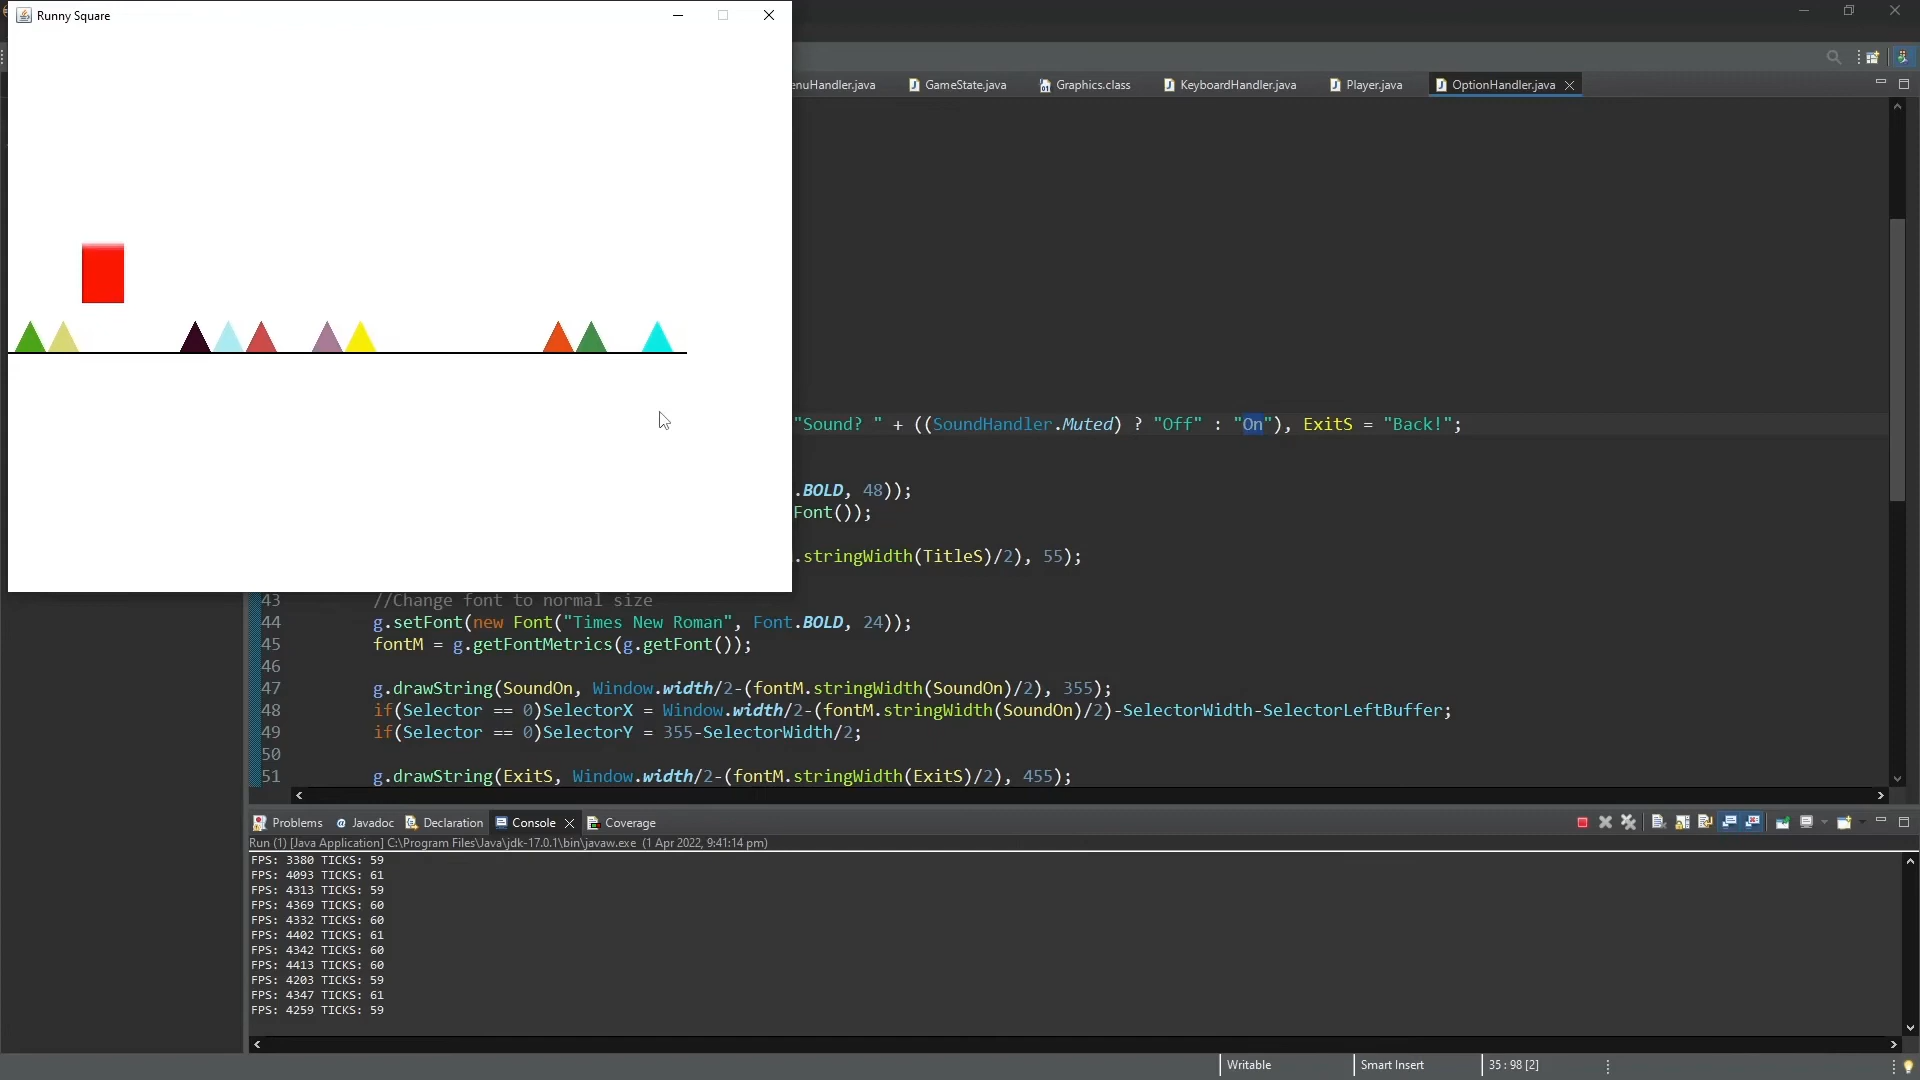 Runny Square
enuHandler.java GameState.java Graphics.class KeyboardHandler.java Player.java OptionHandler.java
"Sound? " + ((SoundHandler.Muted) ? "Off" : "On"), ExitS = "Back!";
.BOLD, 48));
Font());
.stringWidth(TitleS)/2), 55);
43 //Change font to normal size
44 g.setFont(new Font("Times New Roman", Font.BOLD, 24));
45 fontM = g.getFontMetrics(g.getFont());
46
47 g.drawString(SoundOn, Window.width/2-(fontM.stringWidth(SoundOn)/2), 355);
48 if(Selector == 0)SelectorX = Window.width/2-(fontM.stringWidth(SoundOn)/2)-SelectorWidth-SelectorLeftBuffer;
49 if(Selector == 0)SelectorY = 355-SelectorWidth/2;
50
51 g.drawString(ExitS, Window.width/2-(fontM.stringWidth(ExitS)/2), 455);
Problems Javadoc Declaration Console Coverage
Run (1) [Java Application] C:\Program Files\Java\jdk-17.0.1\bin\javaw.exe (1 Apr 2022, 9:41:14 pm)
FPS: 3380 TICKS: 59
FPS: 4093 TICKS: 61
FPS: 4313 TICKS: 59
FPS: 4369 TICKS: 60
FPS: 4332 TICKS: 60
FPS: 4402 TICKS: 61
FPS: 4342 TICKS: 60
FPS: 4413 TICKS: 60
FPS: 4203 TICKS: 59
FPS: 4347 TICKS: 61
FPS: 4259 TICKS: 59
Writable Smart Insert 35 : 98 [2]